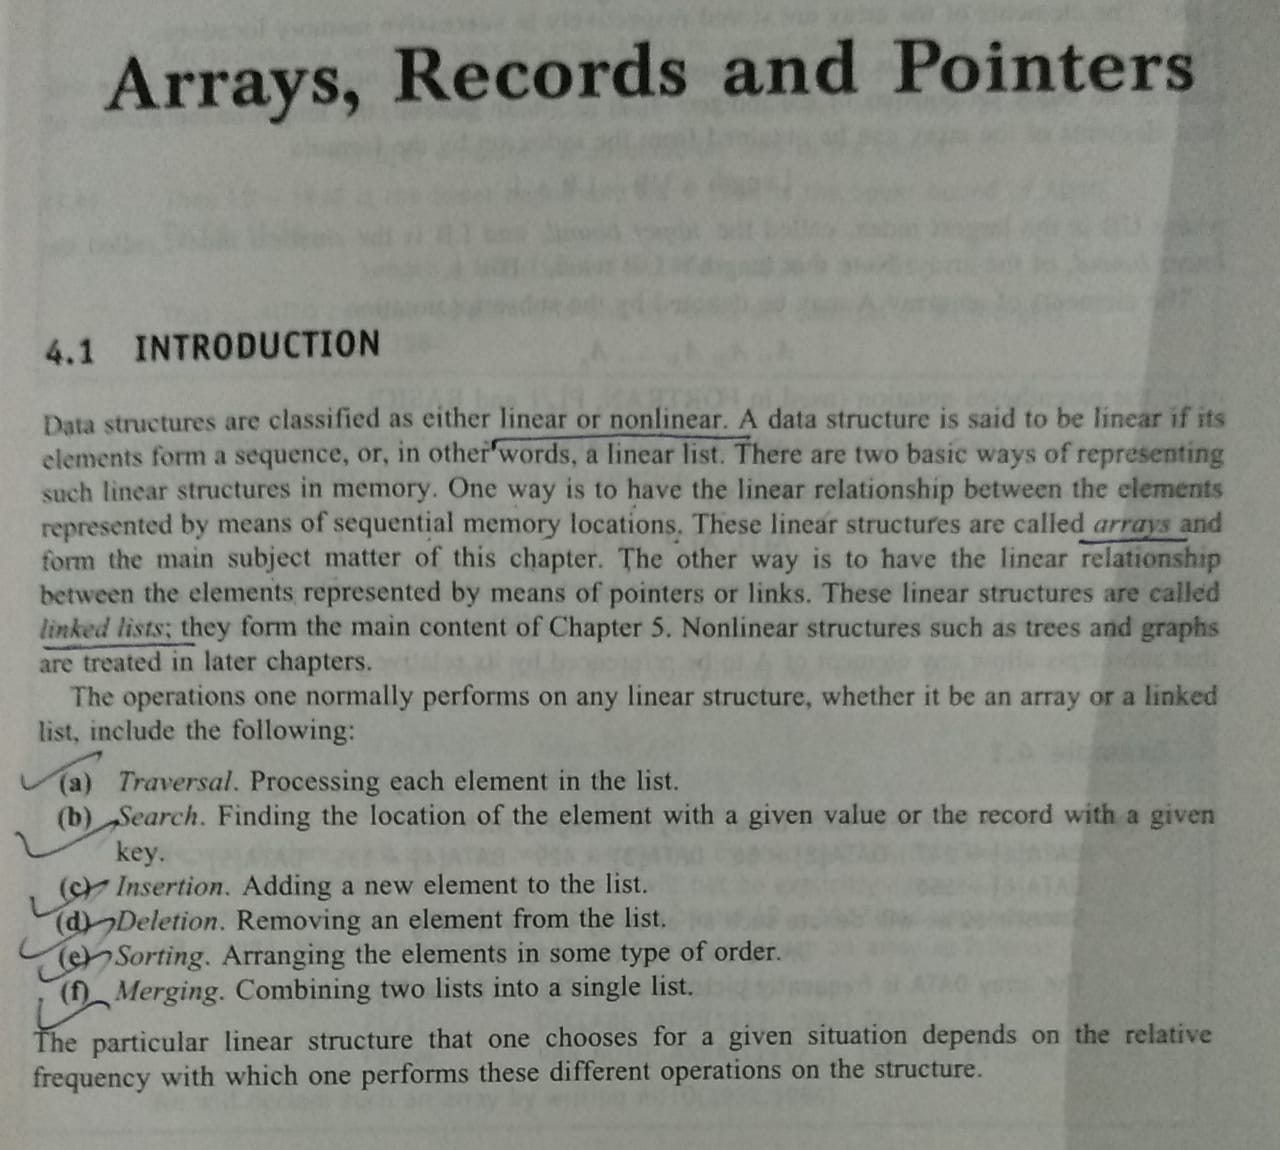 Arrays, Records and Pointers
4.1 INTRODUCTION
Data structures are classified as either linear or nonlinear. A data structure is said to be linear if its
elements form a sequence, or, in other words, a linear list. There are two basic ways of representing
such linear structures in memory. One way is to have the linear relationship between the elements
represented by means of sequential memory locations. These linear structures are called arrays and
form the main subject matter of this chapter. The other way is to have the linear relationship
between the elements represented by means of pointers or links. These linear structures are called
linked lists; they form the main content of Chapter 5. Nonlinear structures such as trees and graphs
are treated in later chapters.
The operations one normally performs on any linear structure, whether it be an array or a linked
list, include the following:
(a) Traversal. Processing each element in the list.
(b) Search. Finding the location of the element with a given value or the record with a given
key.
(c) Insertion. Adding a new element to the list.
(d) Deletion. Removing an element from the list.
(e) Sorting. Arranging the elements in some type of order.
(f) Merging. Combining two lists into a single list.
The particular linear structure that one chooses for a given situation depends on the relative
frequency with which one performs these different operations on the structure.